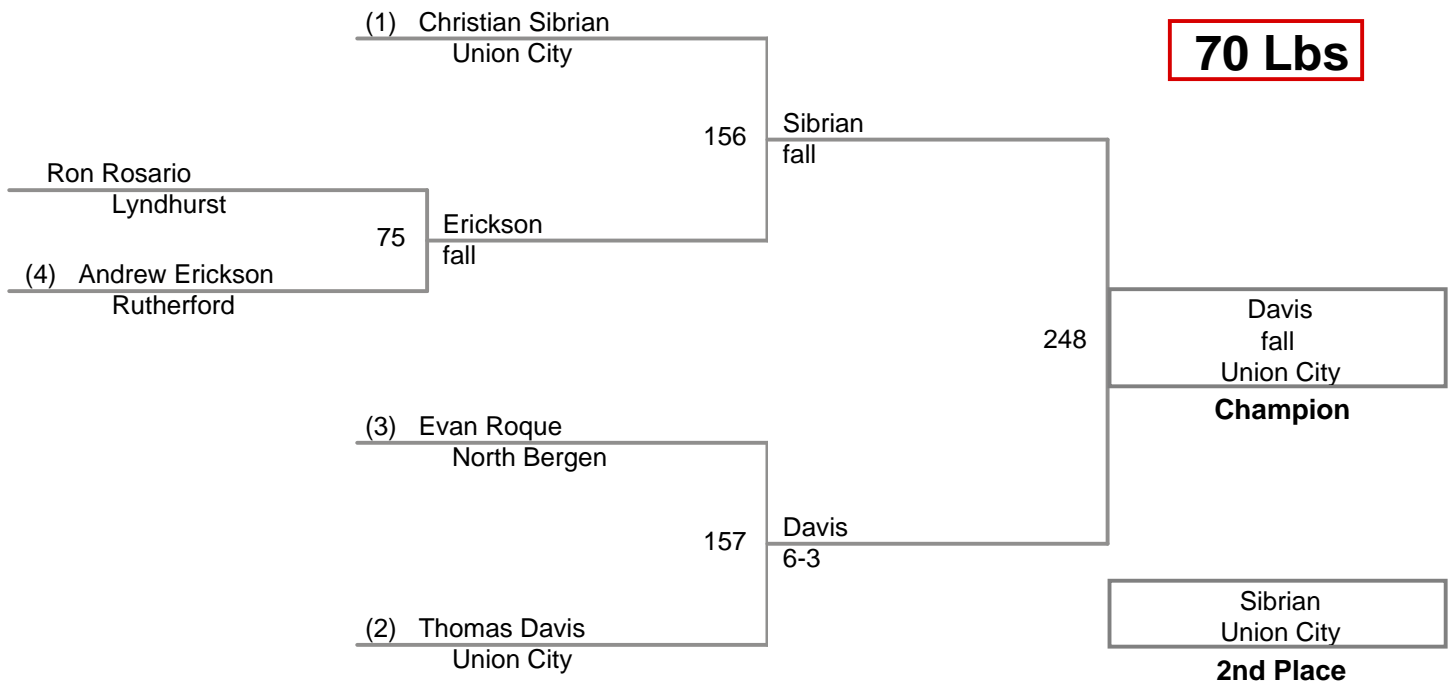 (1) Christian Sibrian
Union City
70 Lbs
156
Sibrian
fall
Ron Rosario
Lyndhurst
75
Erickson
fall
(4) Andrew Erickson
Rutherford
248
Davis
fall
Union City
Champion
(3) Evan Roque
North Bergen
157
Davis
6-3
(2) Thomas Davis
Union City
Sibrian
Union City
2nd Place